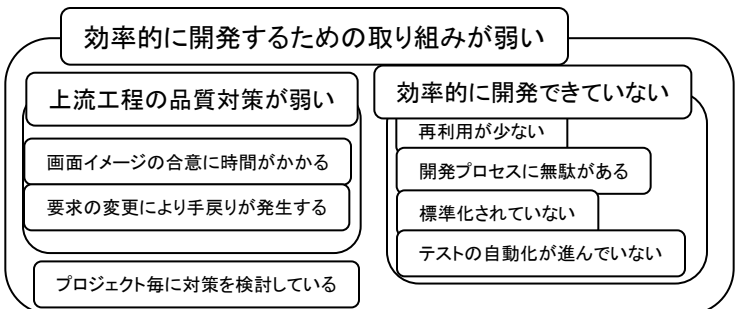 効率的に開発するための取り組みが弱い
上流工程の品質対策が弱い
画面イメージの合意に時間がかかる
要求の変更により手戻りが発生する
プロジェクト毎に対策を検討している
効率的に開発できていない
再利用が少ない
開発プロセスに無駄がある
標準化されていない
テストの自動化が進んでいない